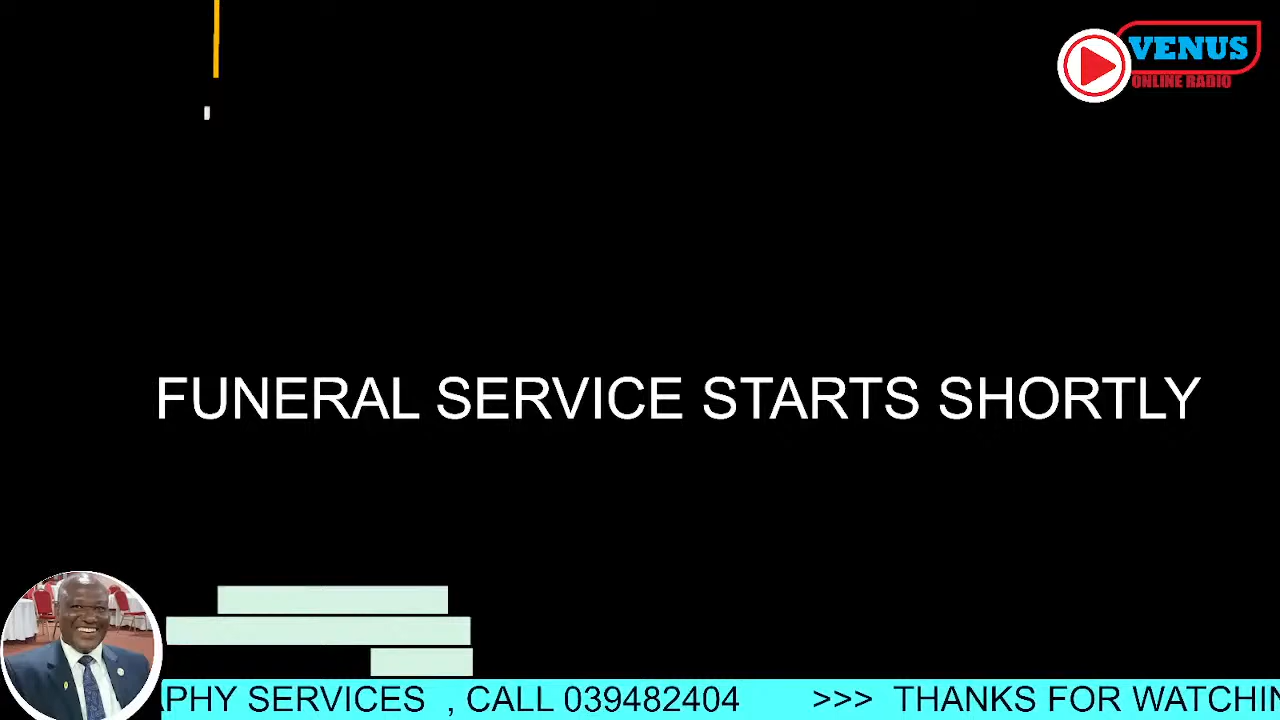 VENUS
ONLINE RADIO
FUNERAL SERVICE STARTS SHORTLY
APHY SERVICES , CALL 039482404 >>> THANKS FOR WATCHIN